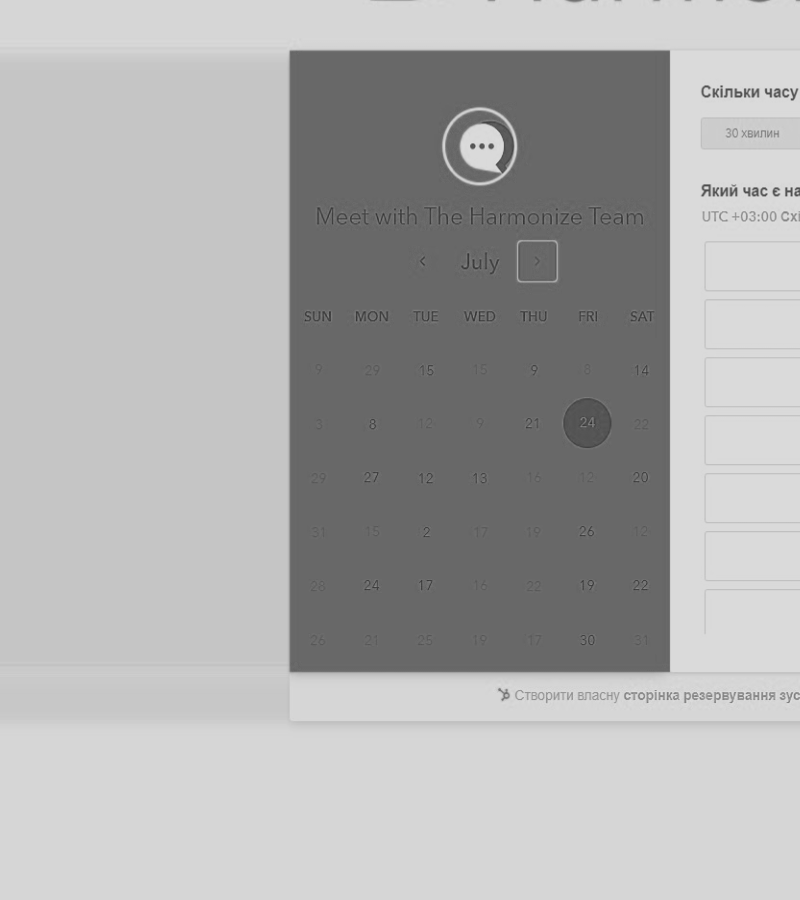 Скільки часу
30 хвилин
Meet with The Harmonize Team
Який час є на
UTC +03:00 Схі
July
SUN MON TUE WED THU FRI SAT
9 29 15 15 9 8 14
3 8 12 9 21 24 22
29 27 12 13 16 12 20
31 15 2 17 19 26 12
28 24 17 16 22 19 22
26 21 25 19 17 30 31
Створити власну сторінка резервування зус